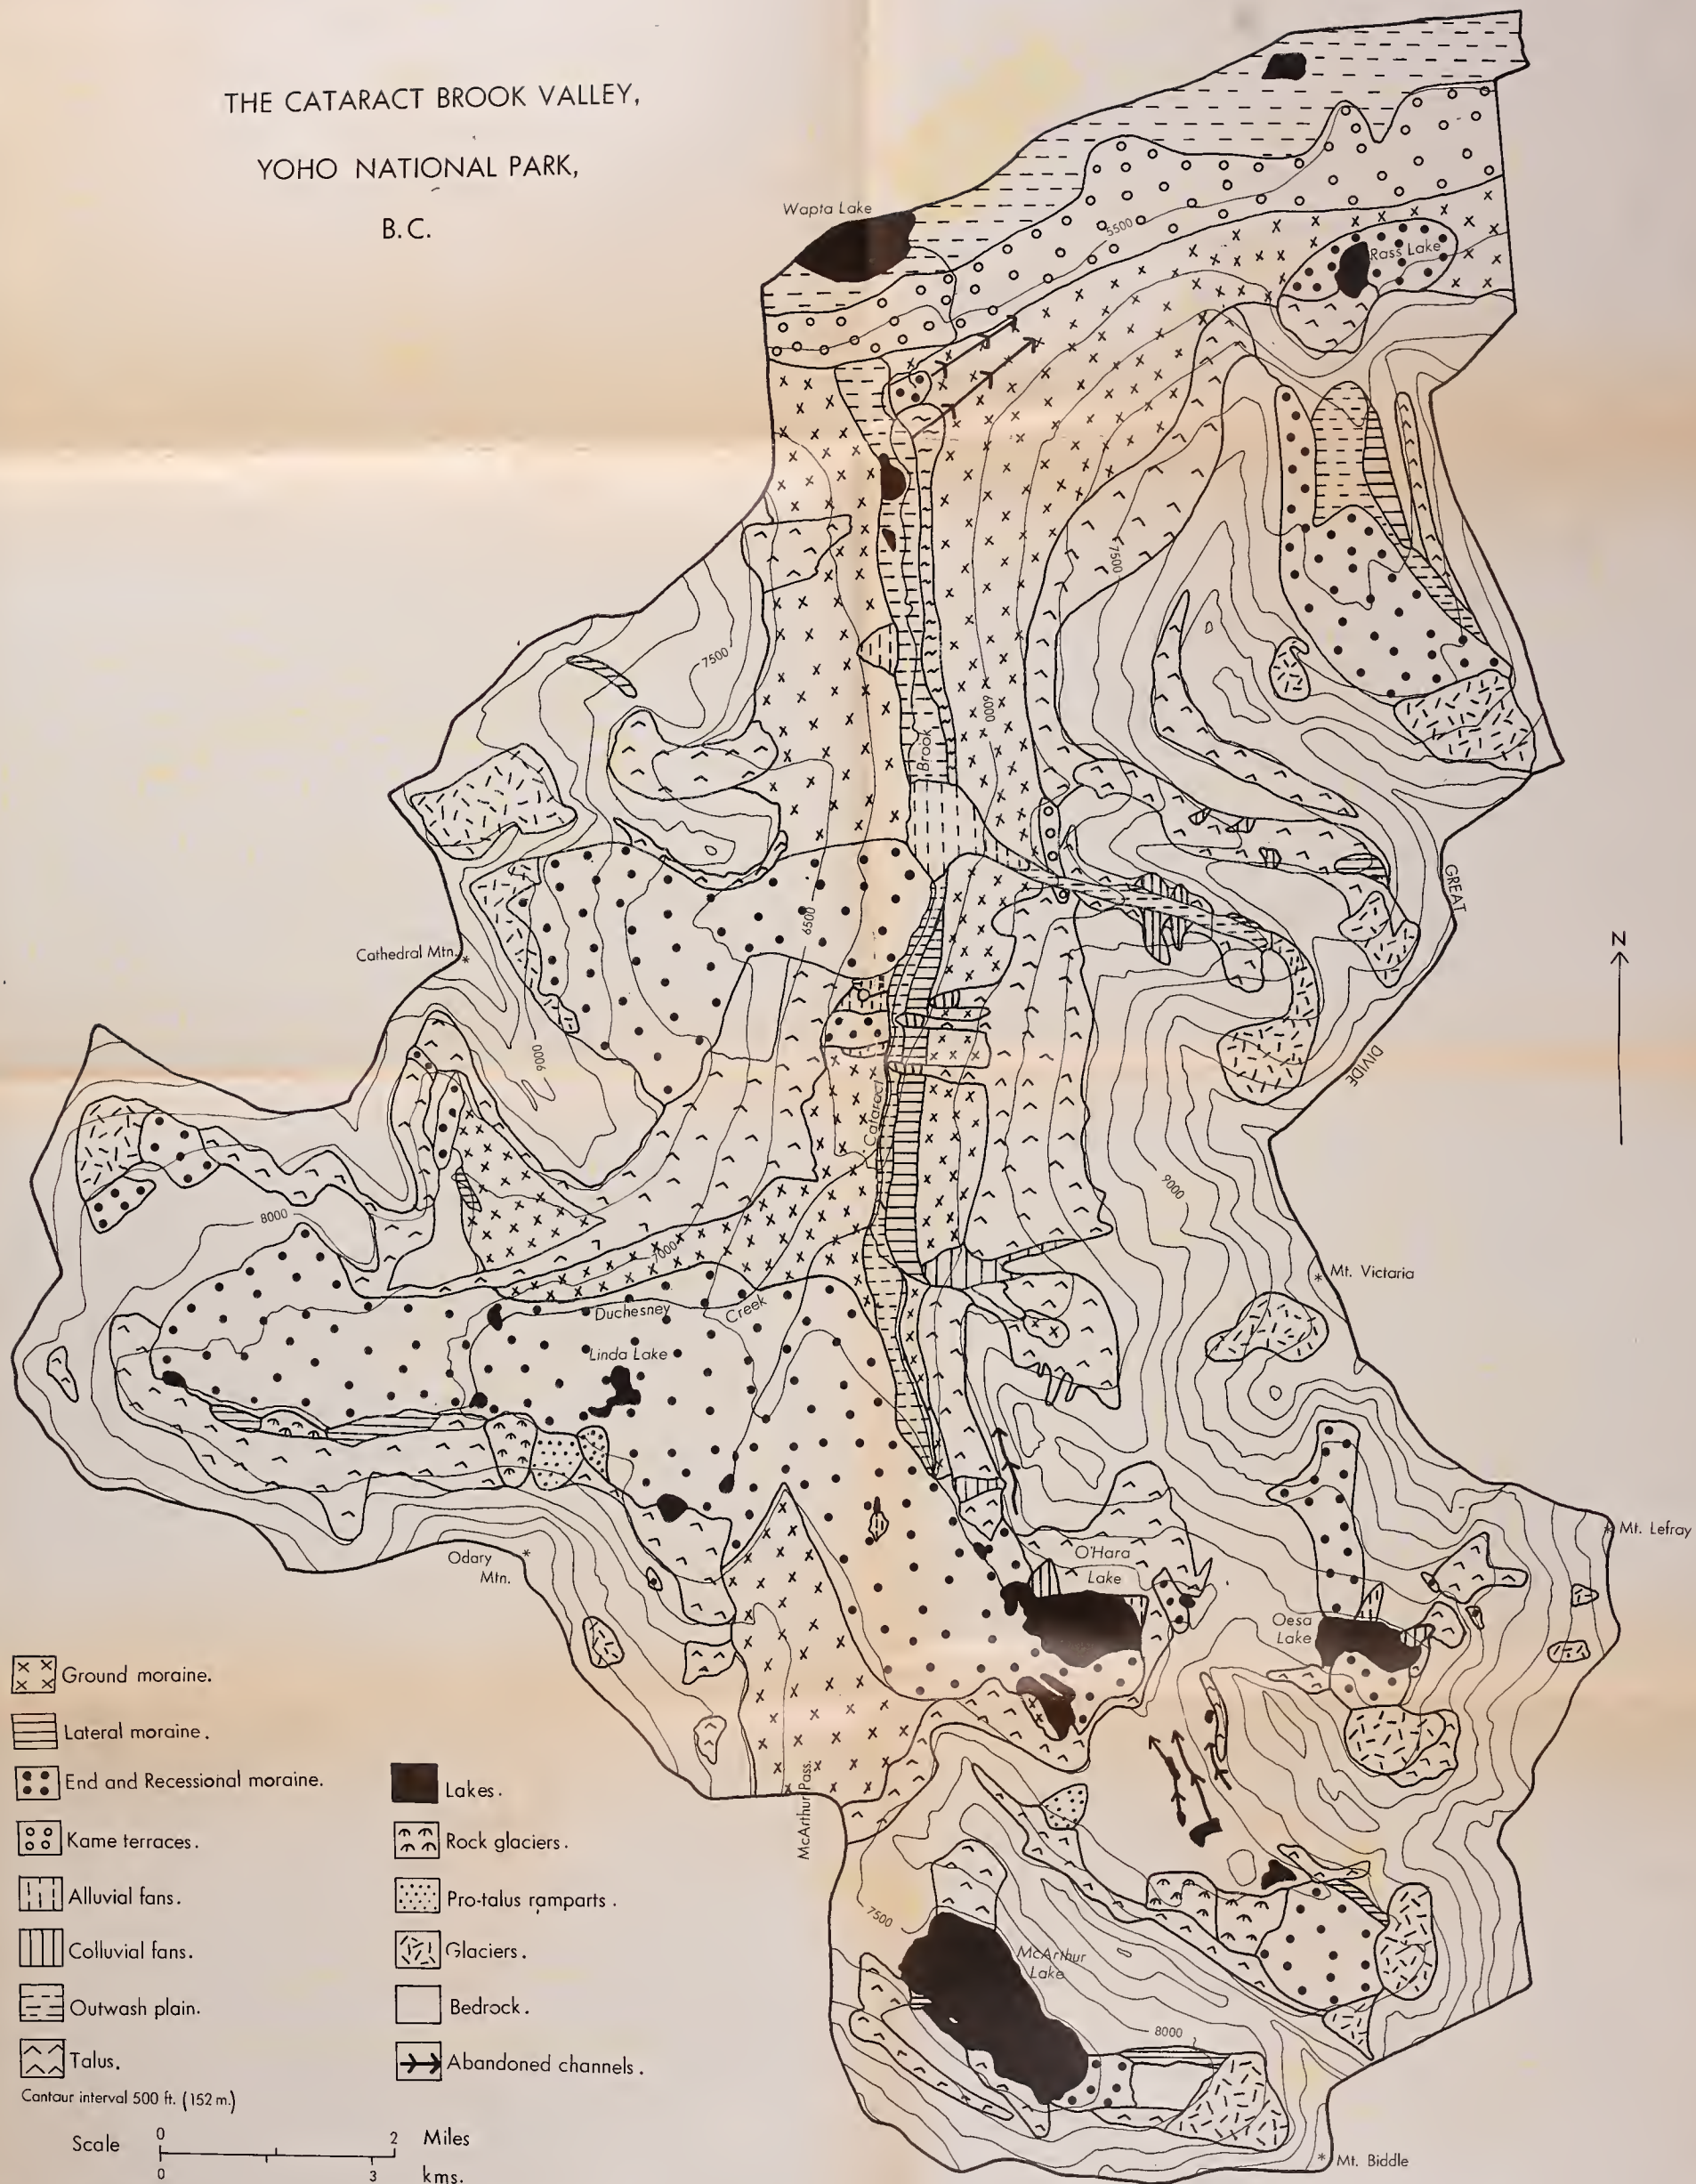 THE CATARACT BROOK VALLEY,
YOHO NATIONAL PARK,
B.C.
Wapta Lake
5500
Rass Lake
7500
7500
6000
Brook
GREAT
6500
Cathedral Mtn.
N
9000
DIVIDE
Cataract
9000
8000
7000
Mt. Victaria
Duchesney
Creek
Linda Lake
Mt. Lefray
Odary
Mtn.
O'Hara
Lake
Oesa
Lake
McArthur Pass.
7500
McArthur
Lake
8000
Mt. Biddle
Ground moraine.
Lateral moraine.
End and Recessional moraine.
Kame terraces.
Alluvial fans.
Colluvial fans.
Outwash plain.
Talus.
Lakes.
Rock glaciers.
Pro-talus ramparts.
Glaciers.
Bedrock.
Abandoned channels.
Cantaur interval 500 ft. (152 m.)
Scale 0 2 Miles
0 3 kms.